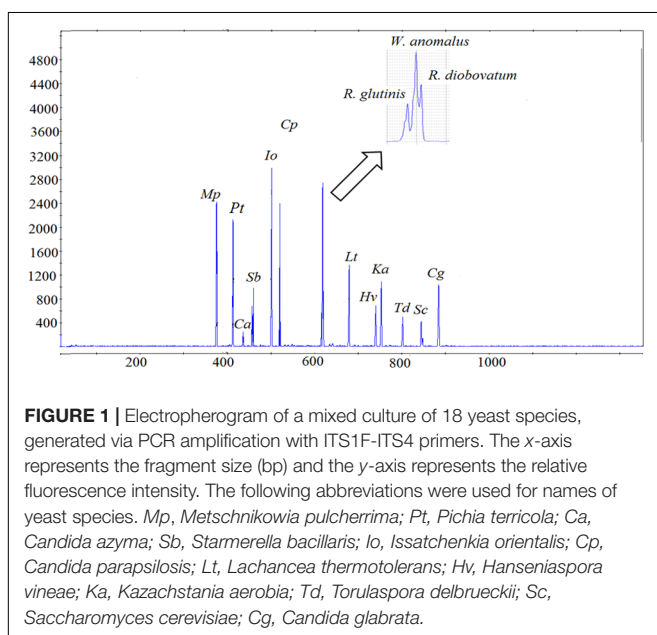 W. anomalus
R. diobovatum
R. glutinis
4800
4400
4000
3600
3200
2800
2400
2000
1600
1200
800
400
Mp
Pt
Ca
Sb
Io
Cp
Lt
Hv
Ka
Td
Sc
Cg
200
400
600
800
1000
FIGURE 1 | Electropherogram of a mixed culture of 18 yeast species,
generated via PCR amplification with ITS1F-ITS4 primers. The x-axis
represents the fragment size (bp) and the y-axis represents the relative
fluorescence intensity. The following abbreviations were used for names of
yeast species. Mp, Metschnikowia pulcherrima; Pt, Pichia terricola; Ca,
Candida azyma; Sb, Starmerella bacillaris; Io, Issatchenkia orientalis; Cp,
Candida parapsilosis; Lt, Lachancea thermotolerans; Hv, Hanseniaspora
vineae; Ka, Kazachstania aerobia; Td, Torulaspora delbrueckii; Sc,
Saccharomyces cerevisiae; Cg, Candida glabrata.